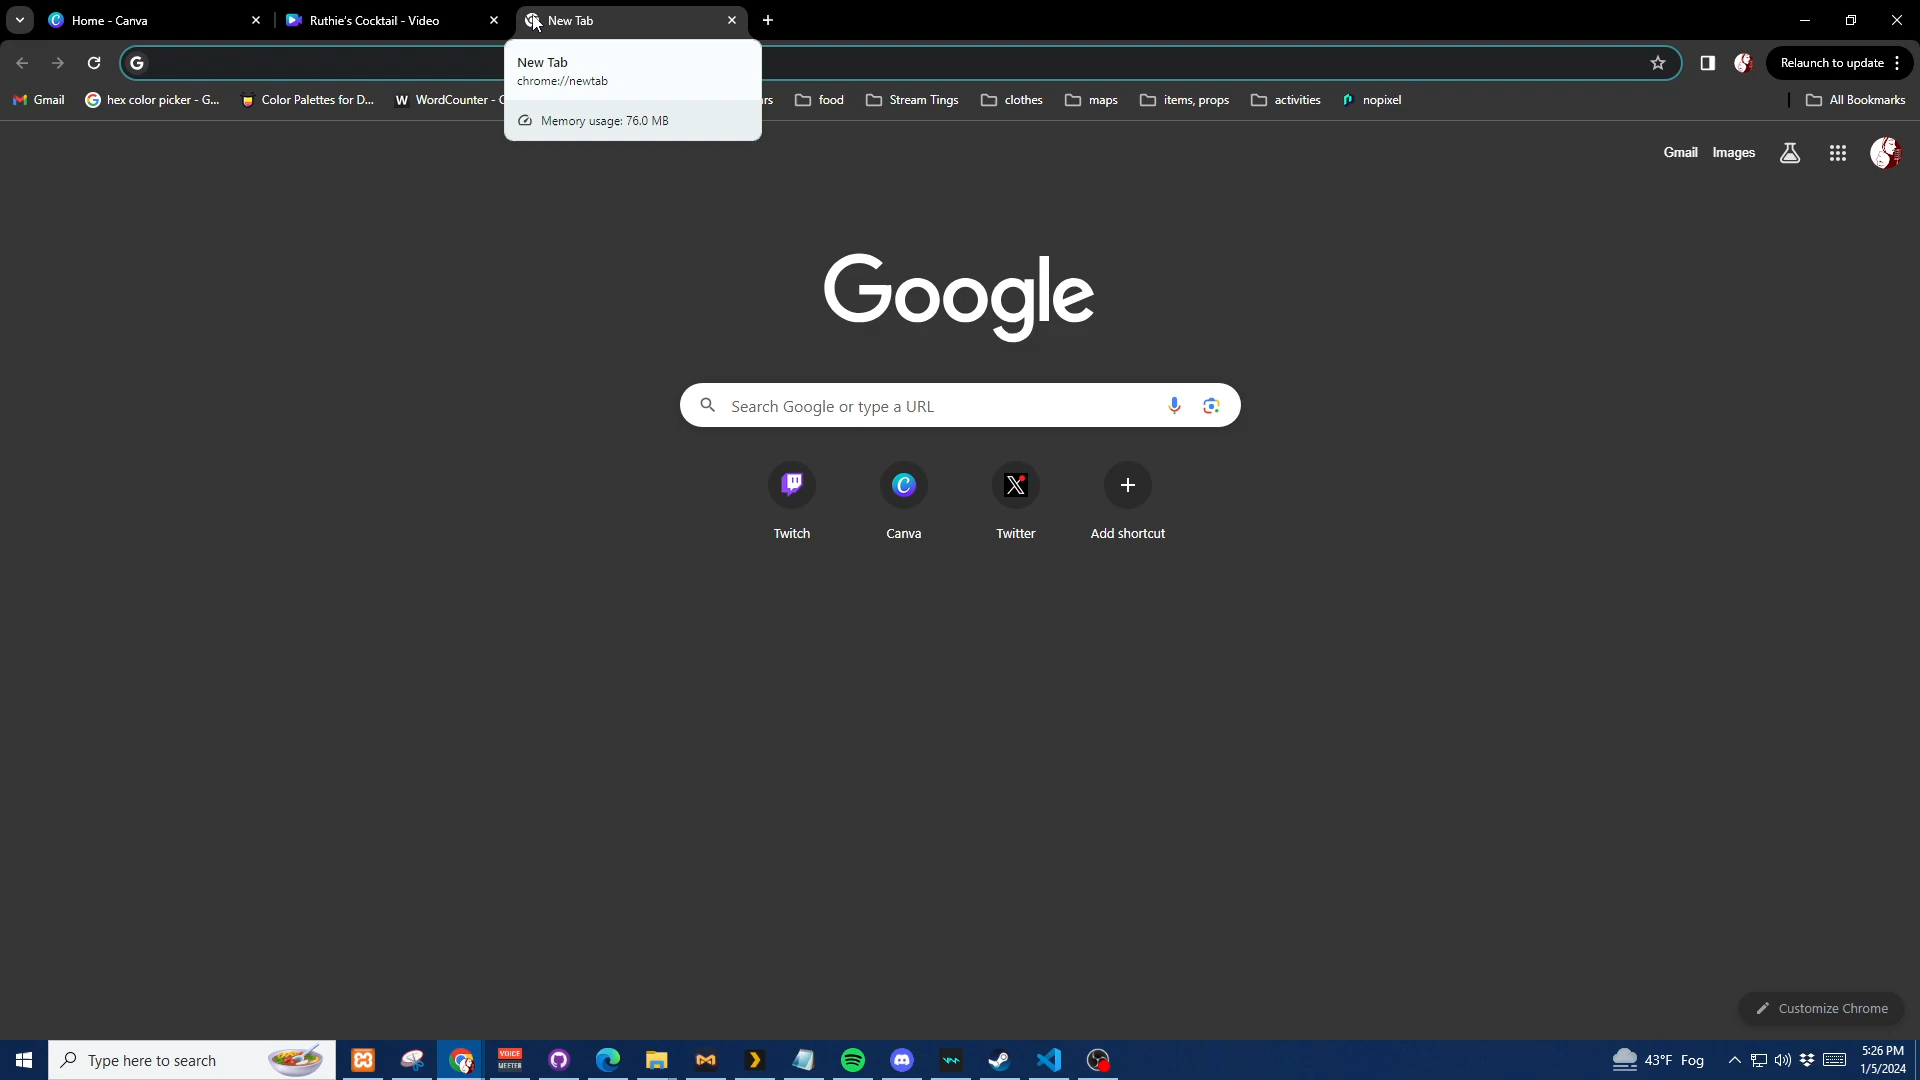 Home - Canva
Ruthie's Cocktail - Video
New Tab
New Tab
chrome://newtab
Memory usage: 76.0 MB
Relaunch to update
Gmail
hex color picker - G...
Color Palettes for D...
WordCounter - C
rs
food
Stream Tings
clothes
maps
items, props
activities
nopixel
All Bookmarks
Gmail
Images
Google
Search Google or type a URL
Twitch
Canva
Twitter
Add shortcut
Customize Chrome
Type here to search
VOICE
MEETER
43°F Fog
5:26 PM
1/5/2024